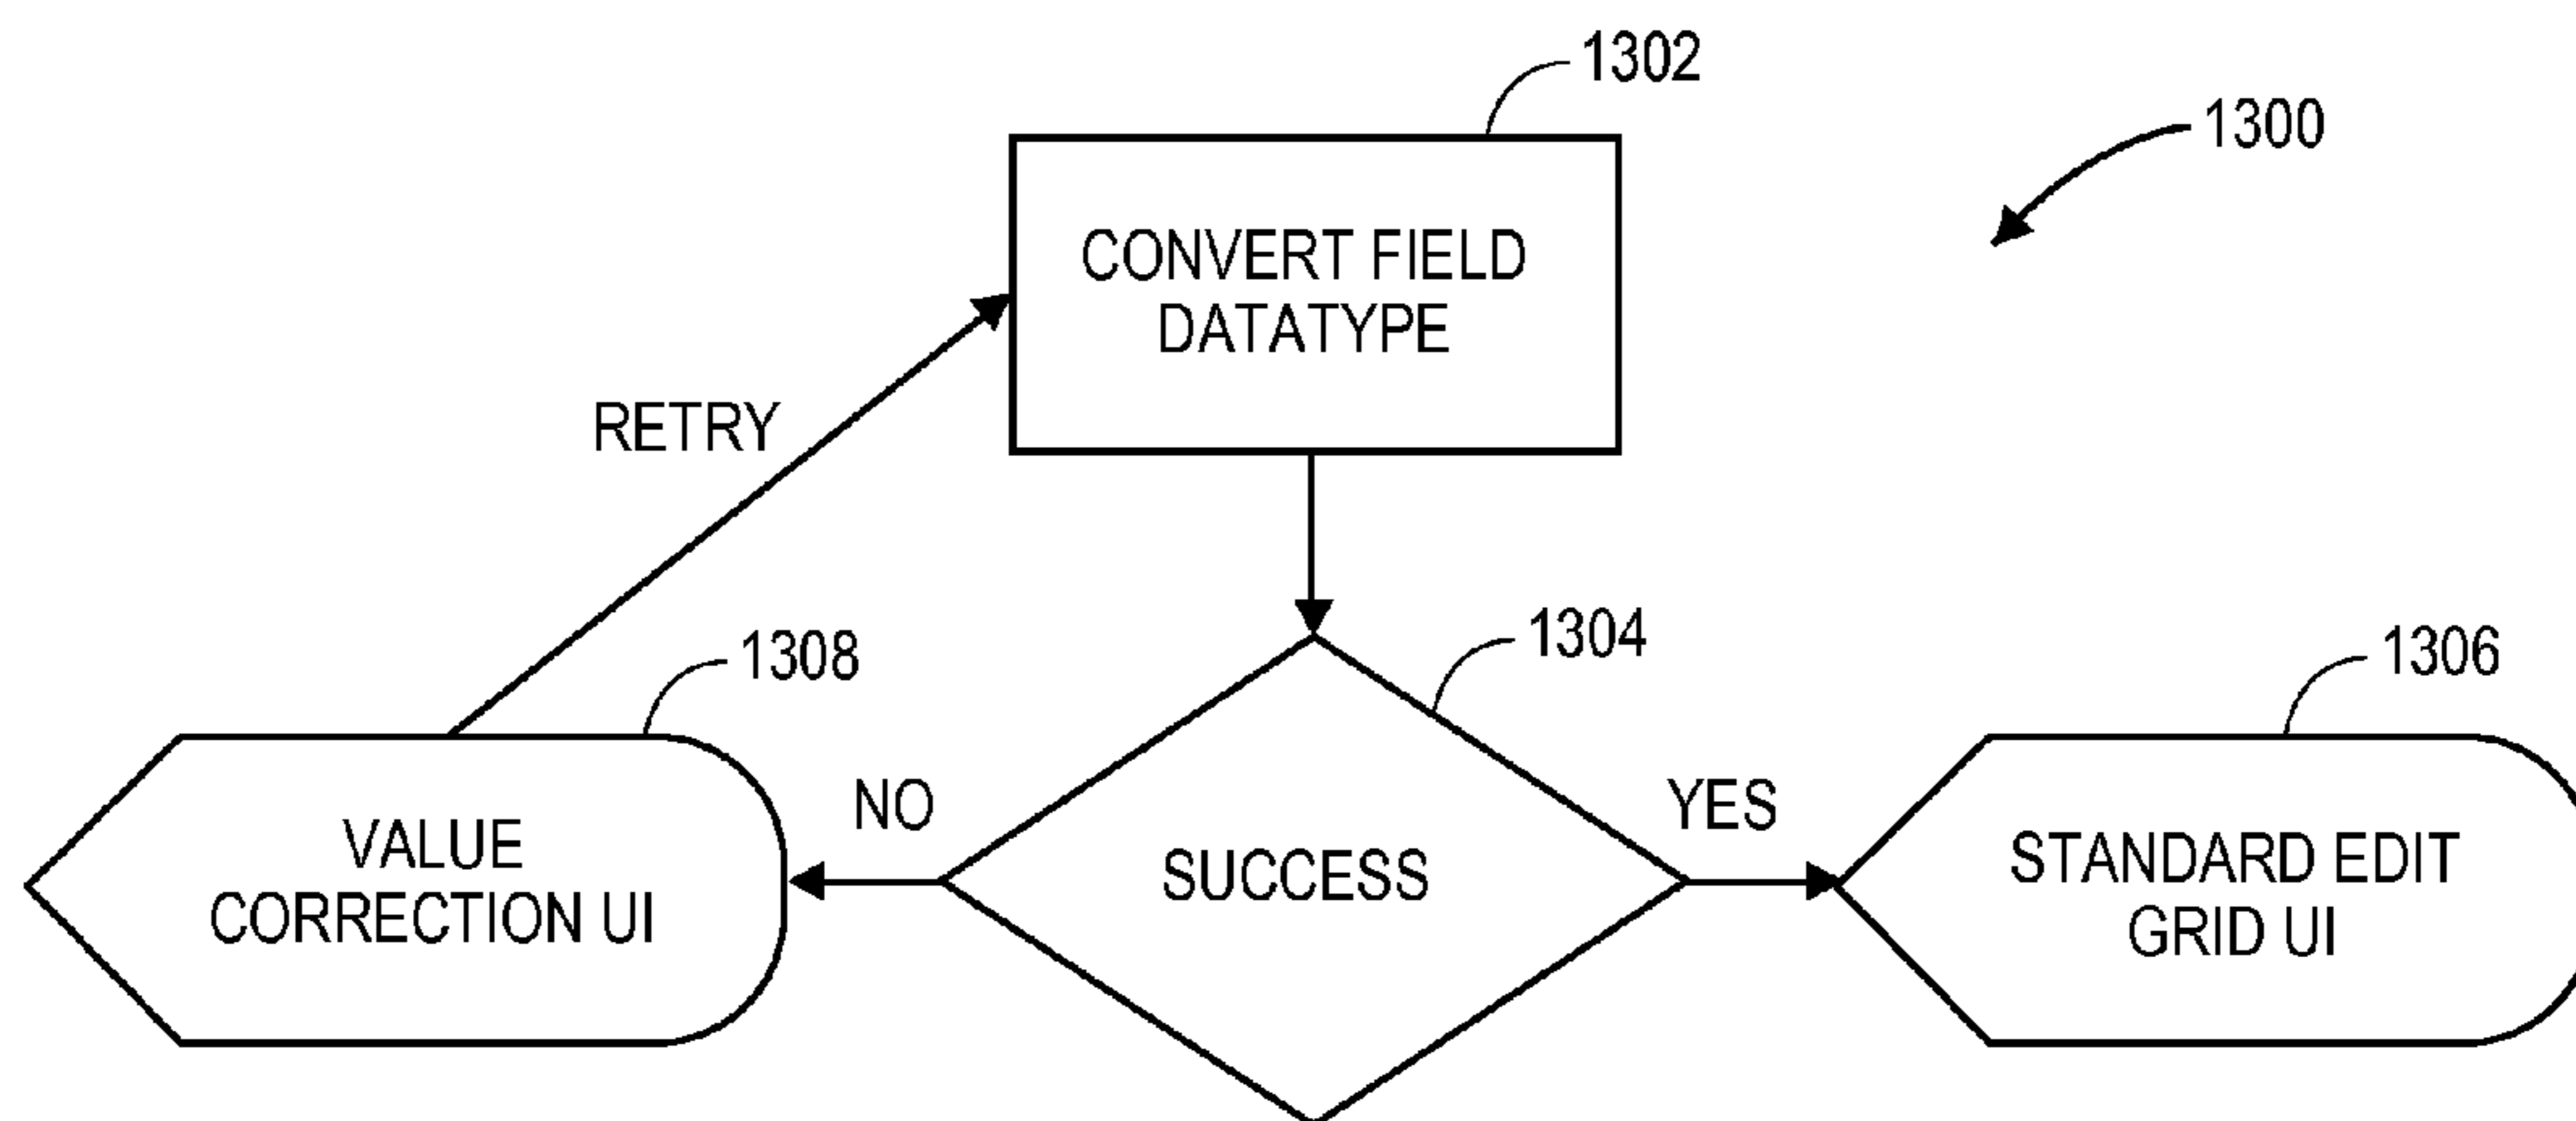 1302
1300
CONVERT FIELD
DATATYPE
RETRY
1304
1306
1308
NO
YES
VALUE
CORRECTION UI
SUCCESS
STANDARD EDIT
GRID UI